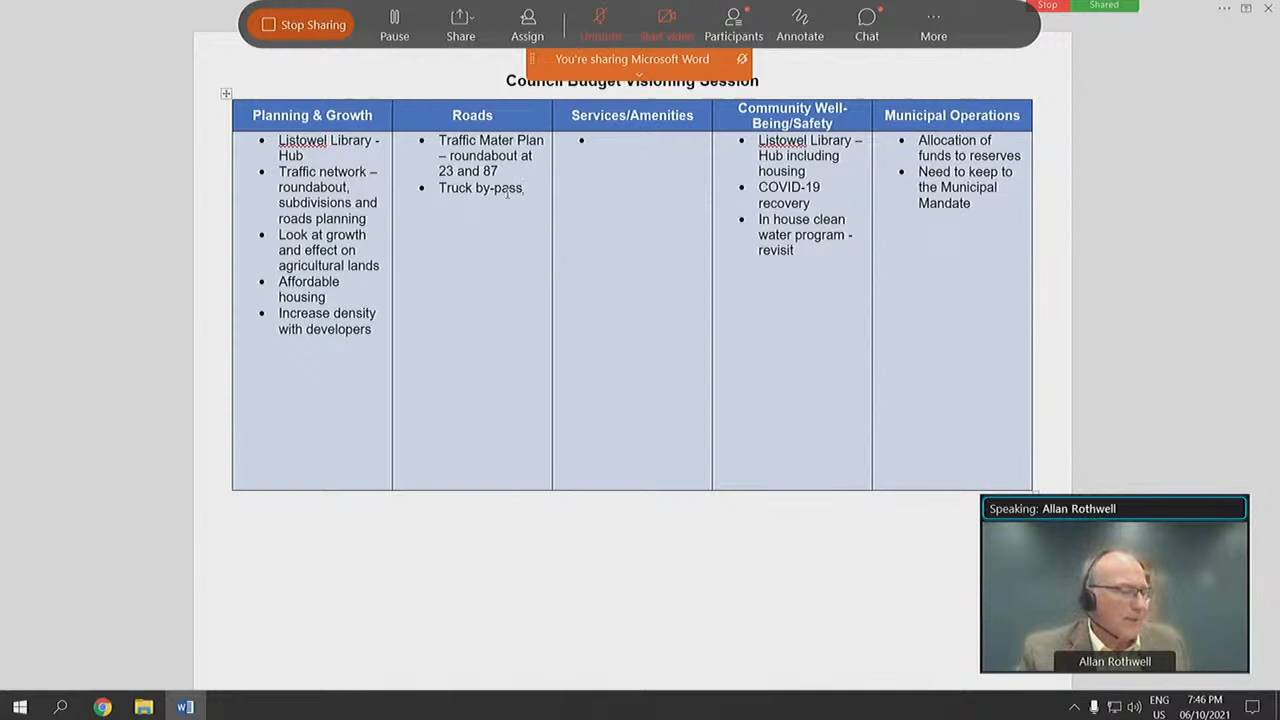 Stop Sharing
Pause
Share
Assign
Unmute
Start video
Participants
Annotate
Chat
More
Stop
Shared
You're sharing Microsoft Word
Council Budget Visioning Session
Planning & Growth
Roads
Services/Amenities
Community Well-
Being/Safety
Municipal Operations
Listowel Library -
Hub
Traffic network –
roundabout,
subdivisions and
roads planning
Look at growth
and effect on
agricultural lands
Affordable
housing
Increase density
with developers
Traffic Mater Plan
– roundabout at
23 and 87
Truck by-pass
Listowel Library –
Hub including
housing
COVID-19
recovery
In house clean
water program -
revisit
Allocation of
funds to reserves
Need to keep to
the Municipal
Mandate
Speaking: Allan Rothwell
Allan Rothwell
ENG
US
7:46 PM
06/10/2021